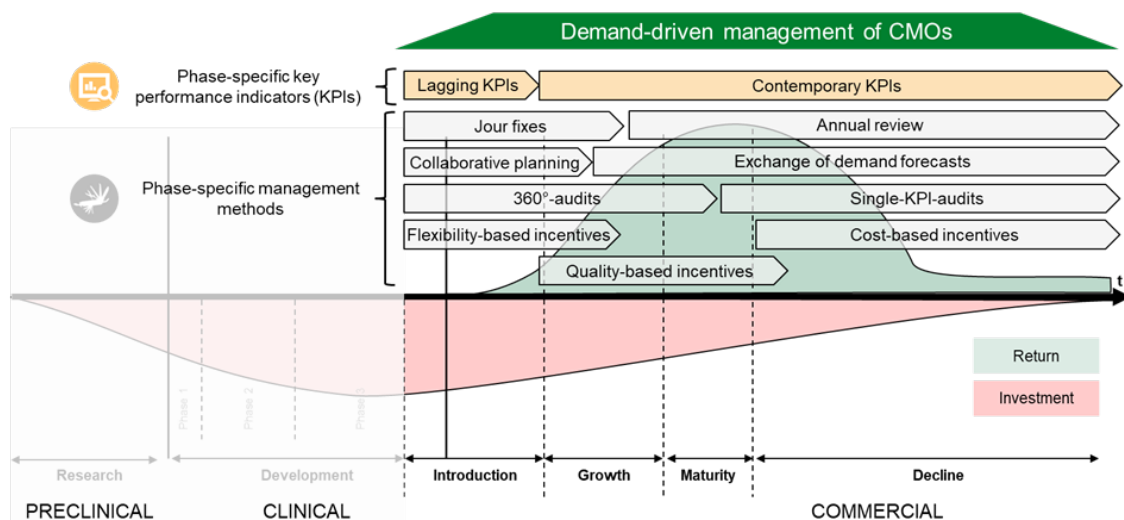 Demand-driven management of CMOs
Phase-specific key
performance indicators (KPIs)
Lagging KPIs
Contemporary KPIs
Jour fixes
Annual review
Collaborative planning
Exchange of demand forecasts
Phase-specific management
methods
360°-audits
Single-KPI-audits
Flexibility-based incentives
Cost-based incentives
Quality-based incentives
t
Return
Investment
Phase 1
Phase 2
Phase 3
Research
Development
Introduction
Growth
Maturity
Decline
PRECLINICAL
CLINICAL
COMMERCIAL